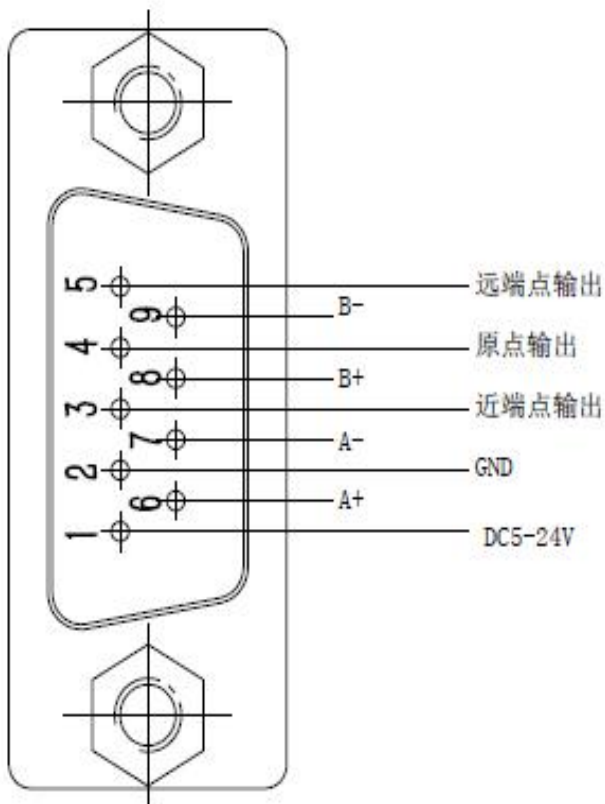 5 远端点输出
9 B-
4 原点输出
8 B+
3 近端点输出
7 A-
2 GND
6 A+
1 DC5-24V